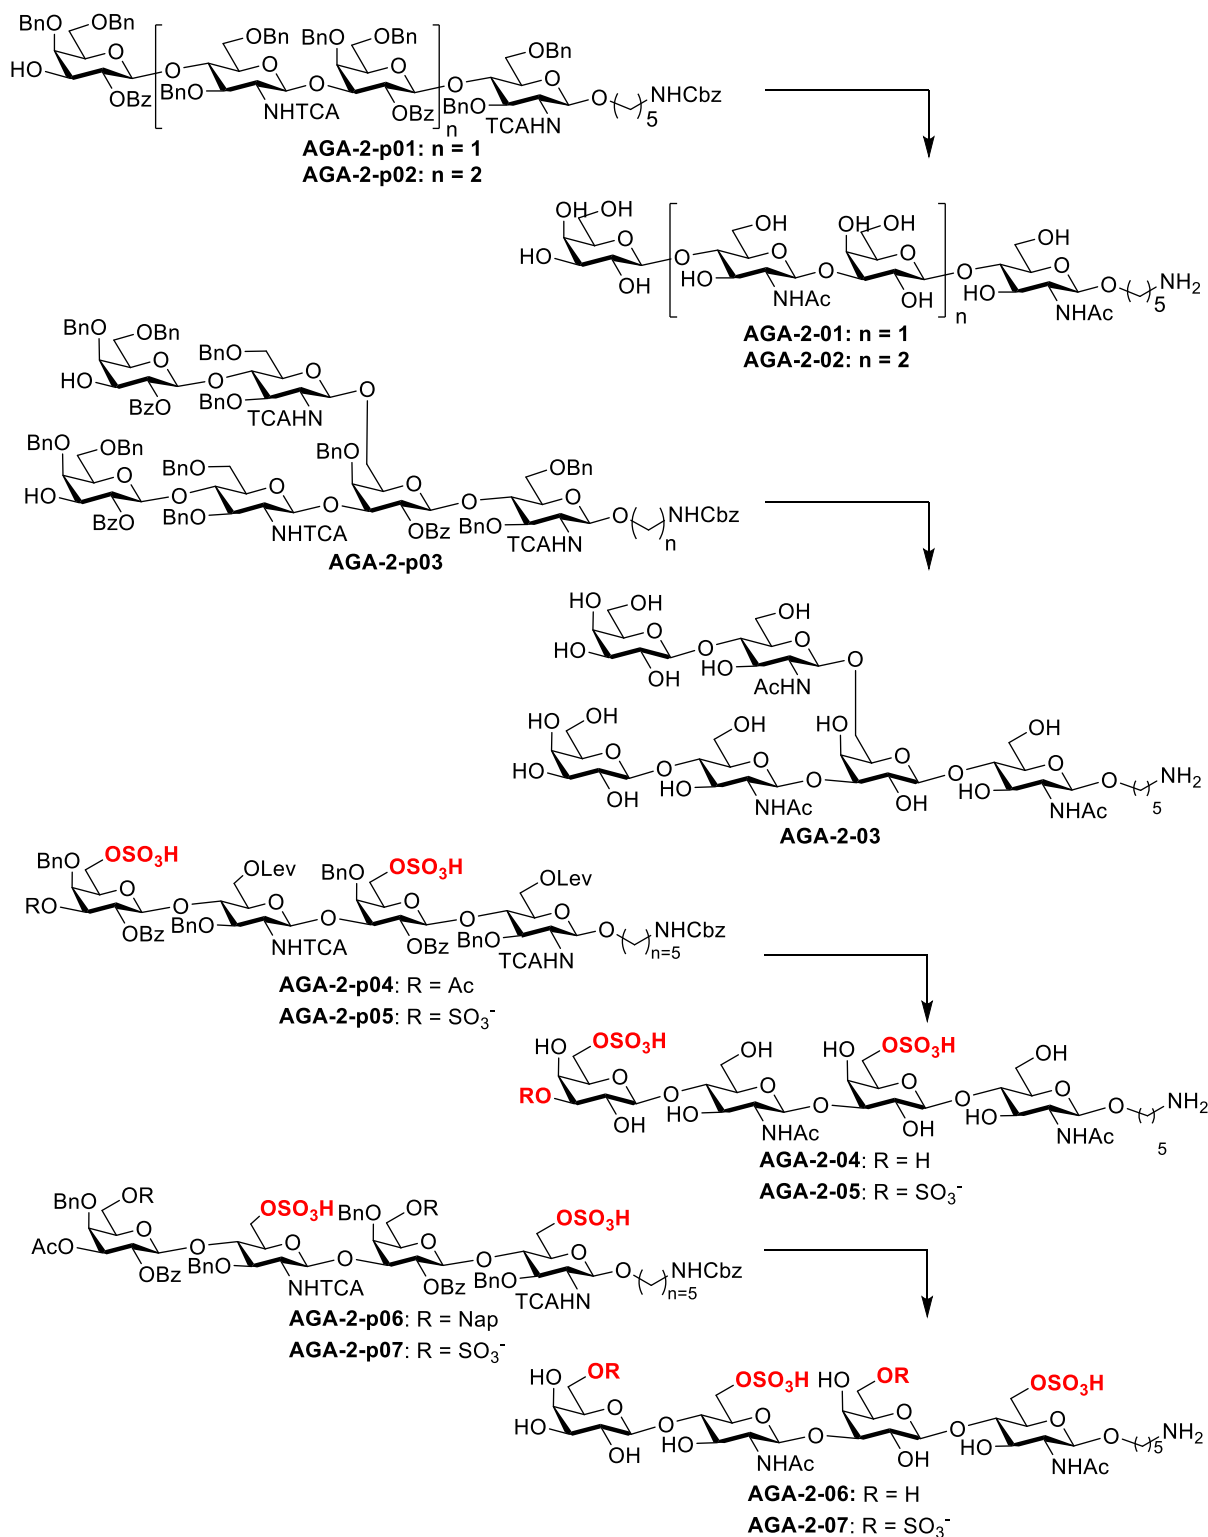 BnO OBn
HO O O OBn BnO OBn OBn
OBz BnO O O O O O
NHTCA OBz n BnO O NHCbz
TCAHN 5
AGA-2-p01: n = 1
AGA-2-p02: n = 2
OH OH OH OH OH OH
HO O O O O O O O O NH2
OH HO NHAc OH n HO NHAc 5
AGA-2-01: n = 1
AGA-2-02: n = 2
BnO OBn BnO
HO O O O O
BzO BnO TCAHN
BnO OBn BnO BnO OBn
HO O O O O O O O O NHCbz
BzO BnO NHTCA OBz BnO TCAHN n
AGA-2-p03
HO OH HO
HO O O O O
OH HO AcHN
HO OH HO HO HO
HO O O O O O O O NH2
OH HO NHAc OH HO NHAc 5
AGA-2-03
BnO OSO3H OLev BnO OSO3H OLev
RO O O O O O O O O NHCbz
OBz BnO NHTCA OBz BnO TCAHN n=5
AGA-2-p04: R = Ac
AGA-2-p05: R = SO3-
HO OSO3H HO HO OSO3H HO
RO O O O O O O O O NH2
OH HO NHAc OH HO NHAc 5
AGA-2-04: R = H
AGA-2-05: R = SO3-
BnO OR OSO3H BnO OR OSO3H
AcO O O O O O O O O NHCbz
OBz BnO NHTCA OBz BnO TCAHN n=5
AGA-2-p06: R = Nap
AGA-2-p07: R = SO3-
HO OR OSO3H HO OR OSO3H
HO O O O O O O O O NH2
OH HO NHAc OH HO NHAc 5
AGA-2-06: R = H
AGA-2-07: R = SO3-